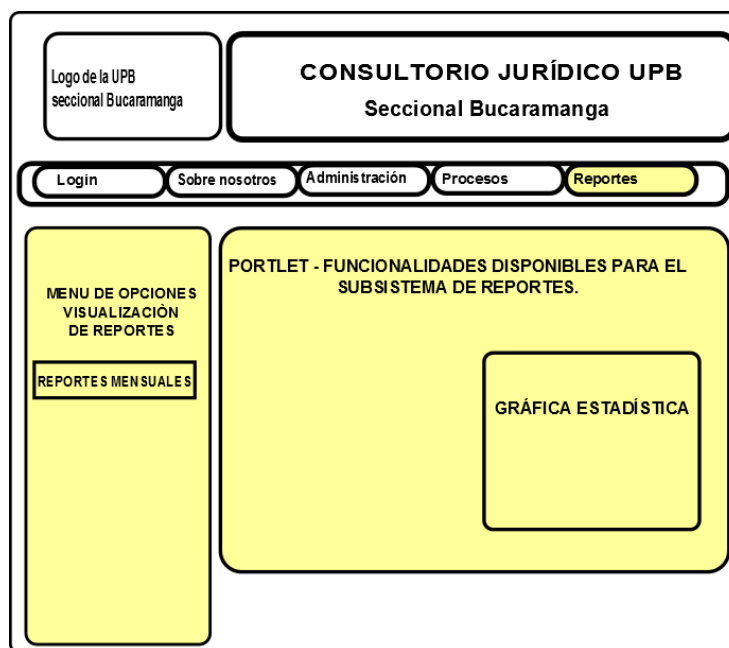 Logo de la UPB
seccional Bucaramanga
CONSULTORIO JURÍDICO UPB
Seccional Bucaramanga
Login
Sobre nosotros
Administración
Procesos
Reportes
MENU DE OPCIONES
VISUALIZACIÒN
DE REPORTES
REPORTES MENSUALES
PORTLET - FUNCIONALIDADES DISPONIBLES PARA EL
SUBSISTEMA DE REPORTES.
GRÁFICA ESTADÍSTICA